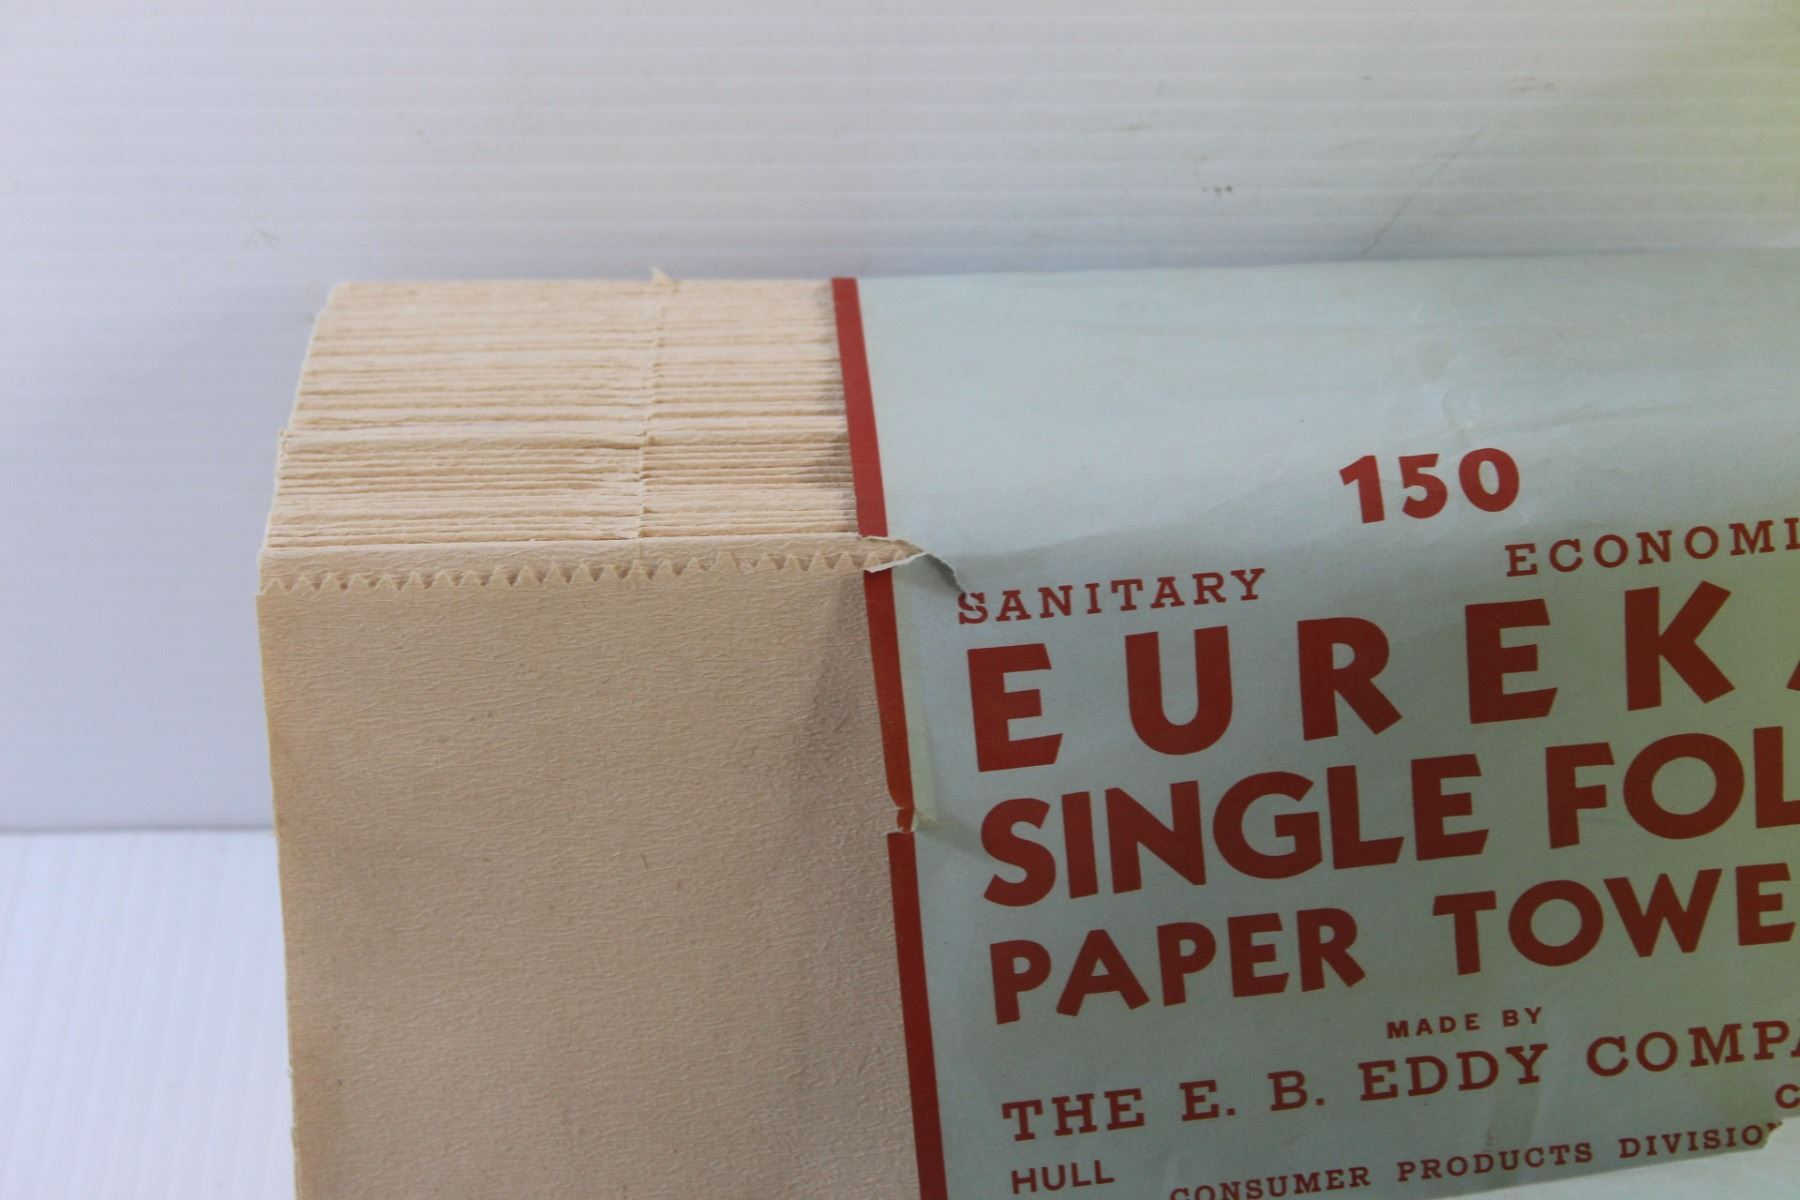 150
SANITARY ECONOMI
EUREKA
SINGLE FOL
PAPER TOWE
MADE BY
THE E. B. EDDY COMPA
HULL C
CONSUMER PRODUCTS DIVISION